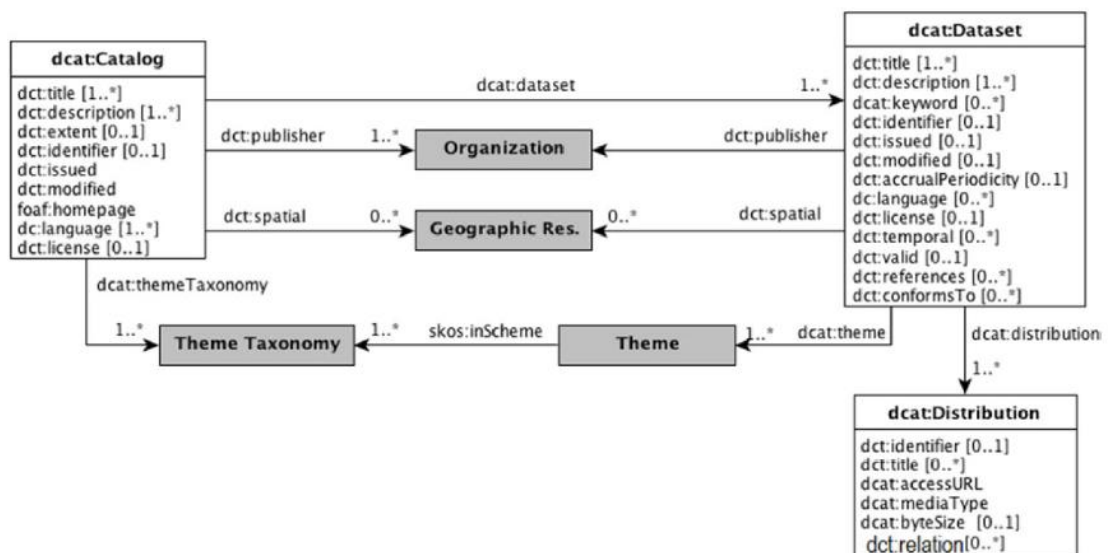 dcat:Catalog
dct:title [1..*]
dct:description [1..*]
dct:extent [0..1]
dct:identifier [0..1]
dct:issued
dct:modified
foaf:homepage
dc:language [1..*]
dct:license [0..1]
dcat:dataset
1..*
dct:publisher
1..*
Organization
dct:publisher
dct:spatial
0..*
Geographic Res.
0..*
dct:spatial
dcat:Dataset
dct:title [1..*]
dct:description [1..*]
dcat:keyword [0..*]
dct:identifier [0..1]
dct:issued [0..1]
dct:modified [0..1]
dct:accrualPeriodicity [0..1]
dc:language [0..*]
dct:license [0..1]
dct:temporal [0..*]
dct:valid [0..1]
dct:references [0..*]
dct:conformsTo [0..*]
dcat:themeTaxonomy
1..*
Theme Taxonomy
1..*
skos:inScheme
Theme
1..*
dcat:theme
dcat:distribution
1..*
dcat:Distribution
dct:identifier [0..1]
dct:title [0..*]
dcat:accessURL
dcat:mediaType
dcat:byteSize [0..1]
dct:relation[0..*]